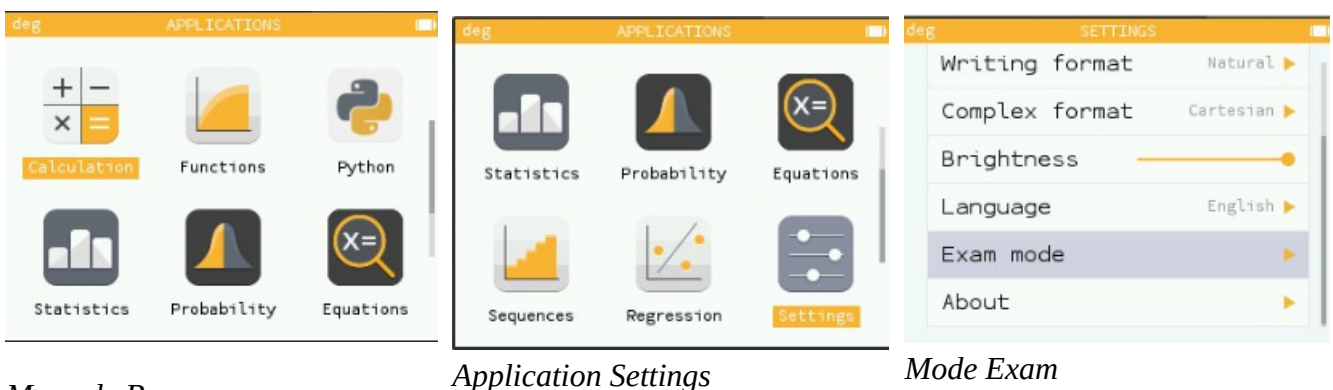 deg APPLICATIONS
Calculation Functions Python
Statistics Probability Equations
deg APPLICATIONS
Statistics Probability Equations
Sequences Regression Settings
Application Settings
deg SETTINGS
Writing format Natural
Complex format Cartesian
Brightness
Language English
Exam mode
About
Mode Exam